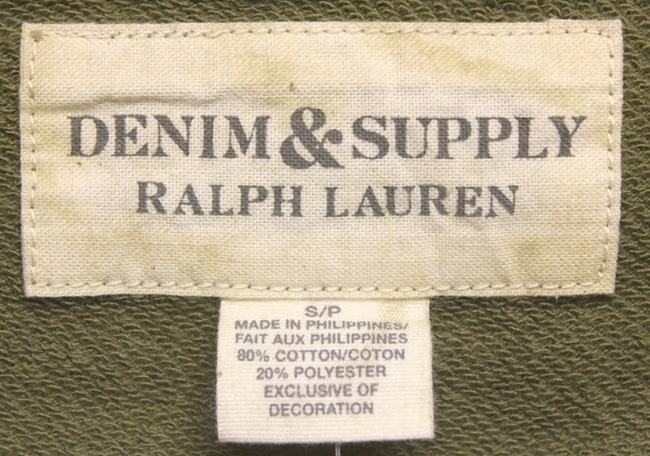 DENIM & SUPPLY
RALPH LAUREN
S/P
MADE IN PHILIPPINES/
FAIT AUX PHILIPPINES
80% COTTON/COTON
20% POLYESTER
EXCLUSIVE OF
DECORATION